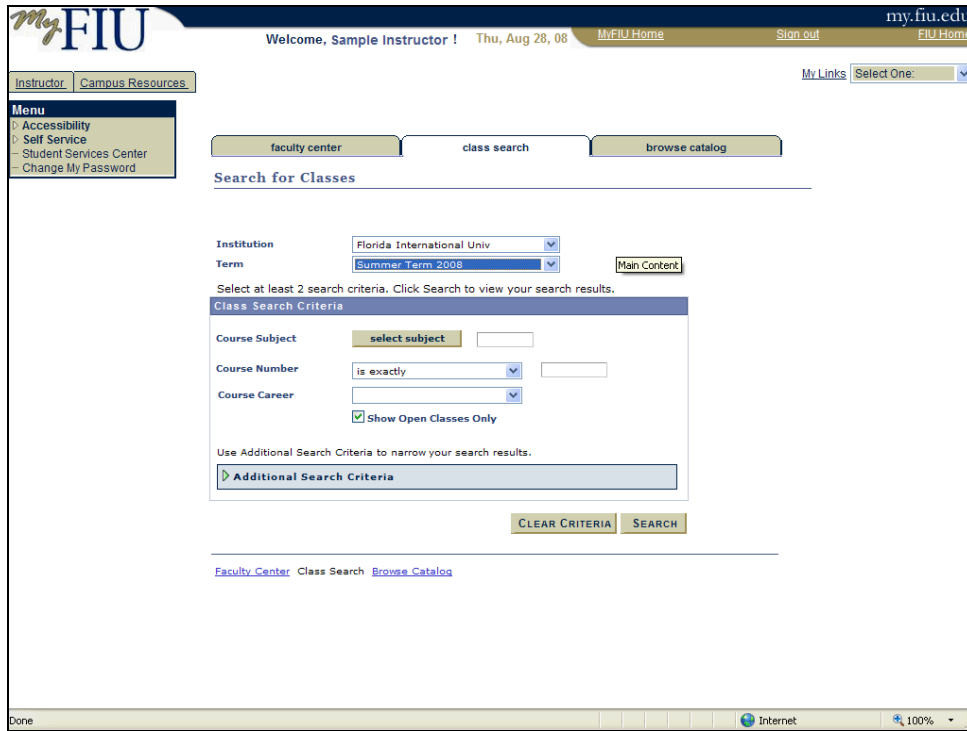 My FIU
my.fiu.edu
Welcome, Sample Instructor ! Thu, Aug 28, 08 MyFIU Home Sign out FIU Home
My Links Select One:
Instructor Campus Resources
Menu
Accessibility
Self Service
Student Services Center
Change My Password
faculty center class search browse catalog
Search for Classes
Institution Florida International Univ
Term Summer Term 2008
Main Content
Select at least 2 search criteria. Click Search to view your search results.
Class Search Criteria
Course Subject select subject
Course Number is exactly
Course Career
Show Open Classes Only
Use Additional Search Criteria to narrow your search results.
Additional Search Criteria
CLEAR CRITERIA SEARCH
Faculty Center Class Search Browse Catalog
Done Internet 100%